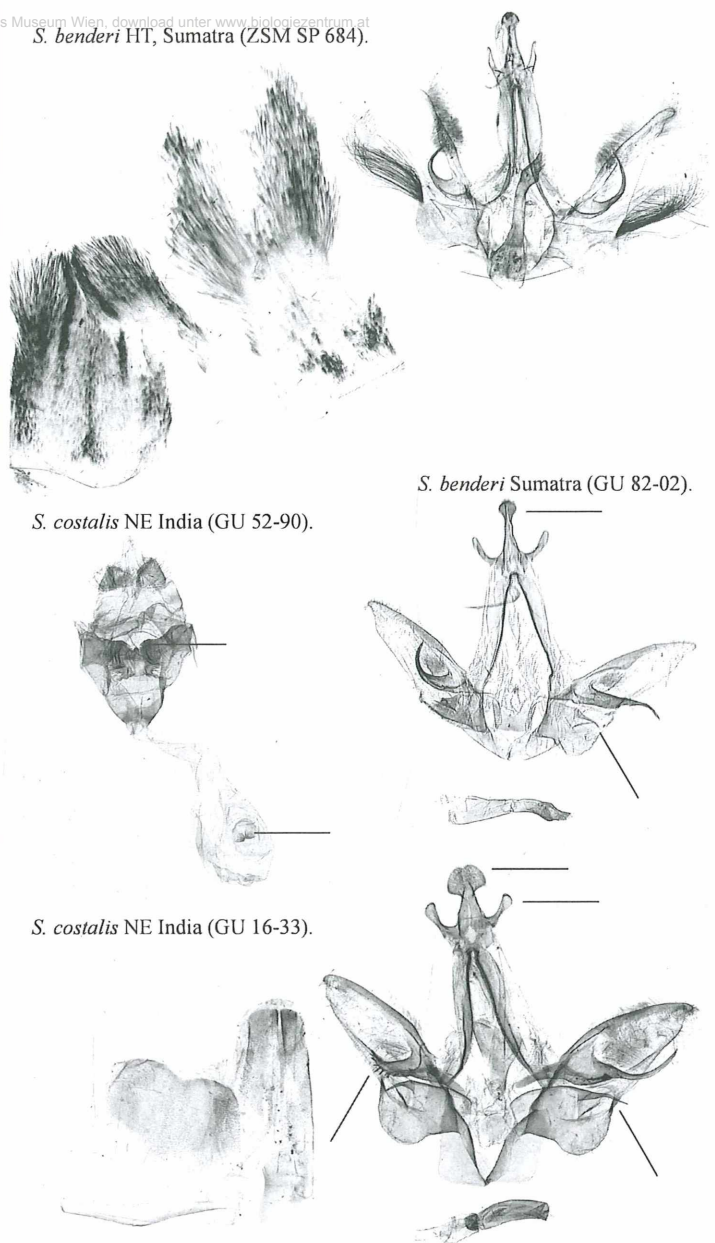 s Museum Wien, download unter www.biologiezentrum.at
S. benderi HT, Sumatra (ZSM SP 684).
S. benderi Sumatra (GU 82-02).
S. costalis NE India (GU 52-90).
S. costalis NE India (GU 16-33).